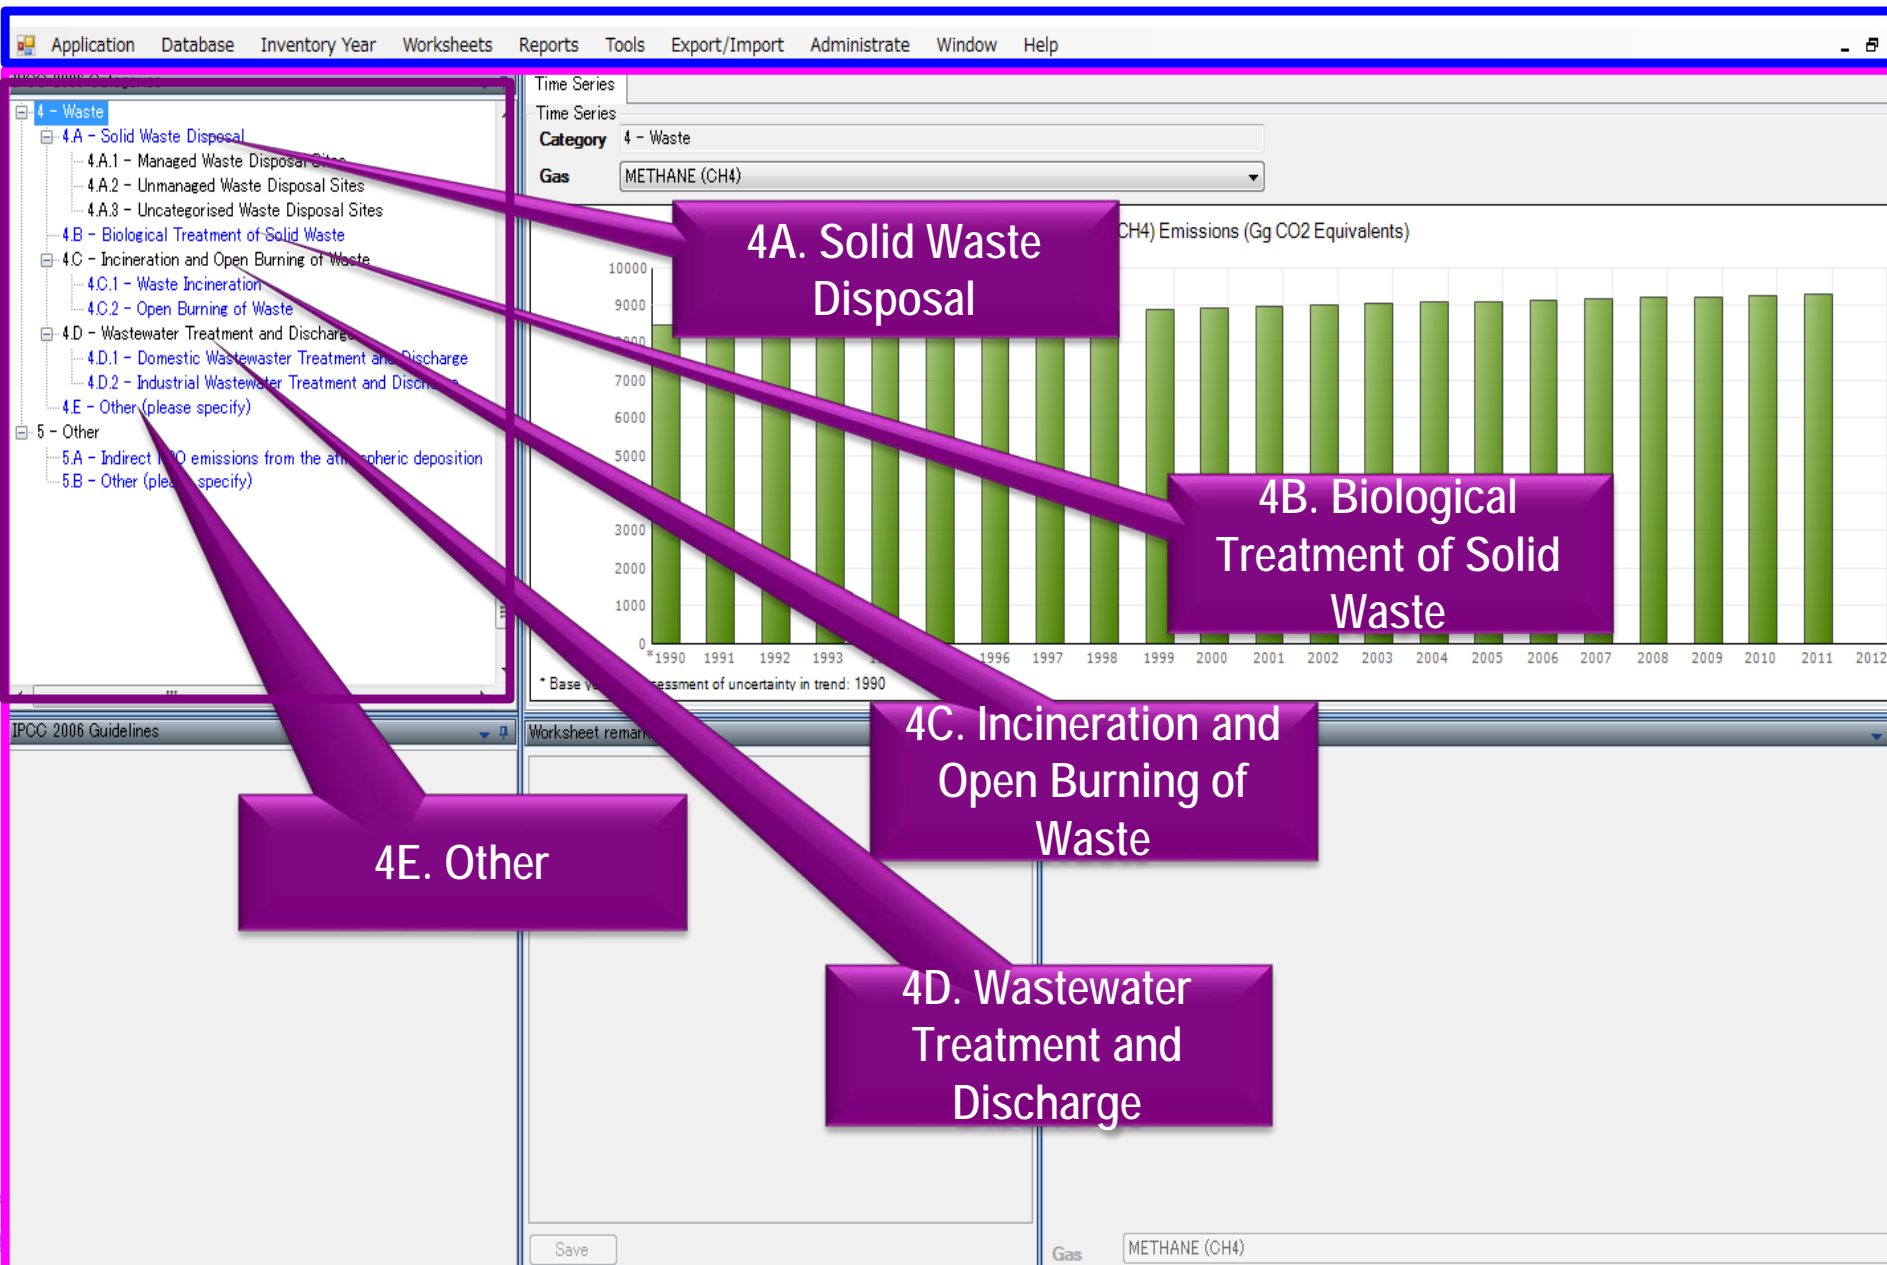 Application Database Inventory Year Worksheets Reports Tools Export/Import Administrate Window Help
4 - Waste
4.A - Solid Waste Disposal
4.A.1 - Managed Waste Disposal Sites
4.A.2 - Unmanaged Waste Disposal Sites
4.A.3 - Uncategorised Waste Disposal Sites
4.B - Biological Treatment of Solid Waste
4.C - Incineration and Open Burning of Waste
4.C.1 - Waste Incineration
4.C.2 - Open Burning of Waste
4.D - Wastewater Treatment and Discharge
4.D.1 - Domestic Wastewaster Treatment and Discharge
4.D.2 - Industrial Wastewater Treatment and Discharge
4.E - Other (please specify)
5 - Other
5.A - Indirect N2O emissions from the atmospheric deposition
5.B - Other (please specify)
Time Series
Time Series
Category 4 - Waste
Gas METHANE (CH4)
CH4) Emissions (Gg CO2 Equivalents)
10000
9000
8000
7000
6000
5000
3000
2000
1000
0
*1990 1991 1992 1993 1996 1997 1998 1999 2000 2001 2002 2003 2004 2005 2006 2007 2008 2009 2010 2011 2012
* Base assessment of uncertainty in trend: 1990
4A. Solid Waste
Disposal
4B. Biological
Treatment of Solid
Waste
4C. Incineration and
Open Burning of
Waste
4E. Other
4D. Wastewater
Treatment and
Discharge
IPCC 2006 Guidelines
Worksheet remarks
Save
Gas METHANE (CH4)